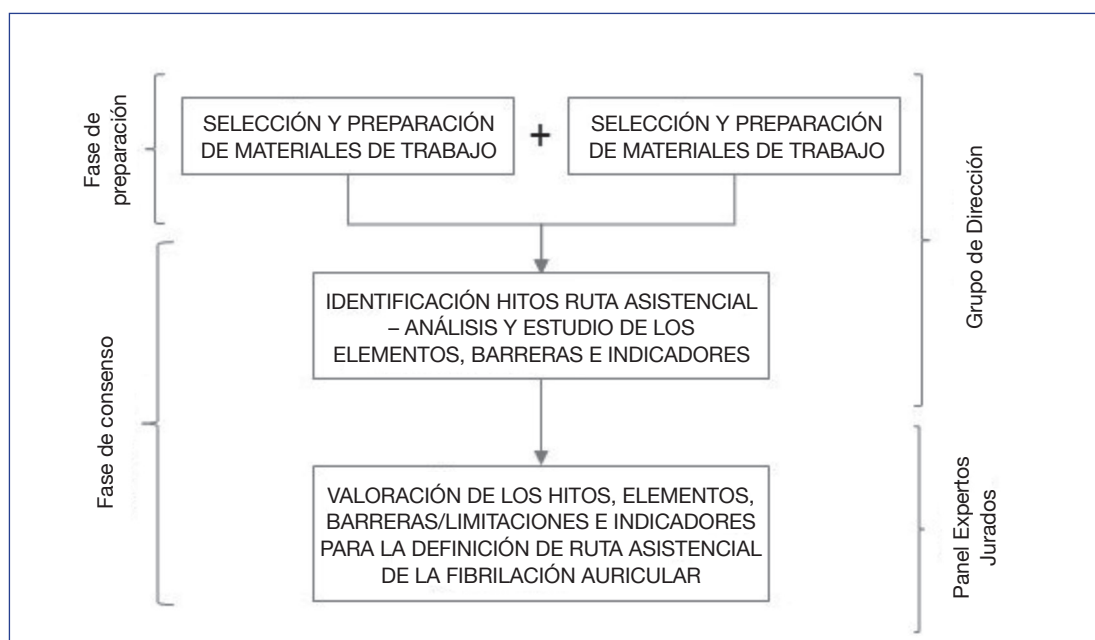 Fase de
preparación
SELECCIÓN Y PREPARACIÓN
DE MATERIALES DE TRABAJO
+
SELECCIÓN Y PREPARACIÓN
DE MATERIALES DE TRABAJO
Grupo de Dirección
Fase de consenso
IDENTIFICACIÓN HITOS RUTA ASISTENCIAL
– ANÁLISIS Y ESTUDIO DE LOS
ELEMENTOS, BARRERAS E INDICADORES
VALORACIÓN DE LOS HITOS, ELEMENTOS,
BARRERAS/LIMITACIONES E INDICADORES
PARA LA DEFINICIÓN DE RUTA ASISTENCIAL
DE LA FIBRILACIÓN AURICULAR
Panel Expertos
Jurados